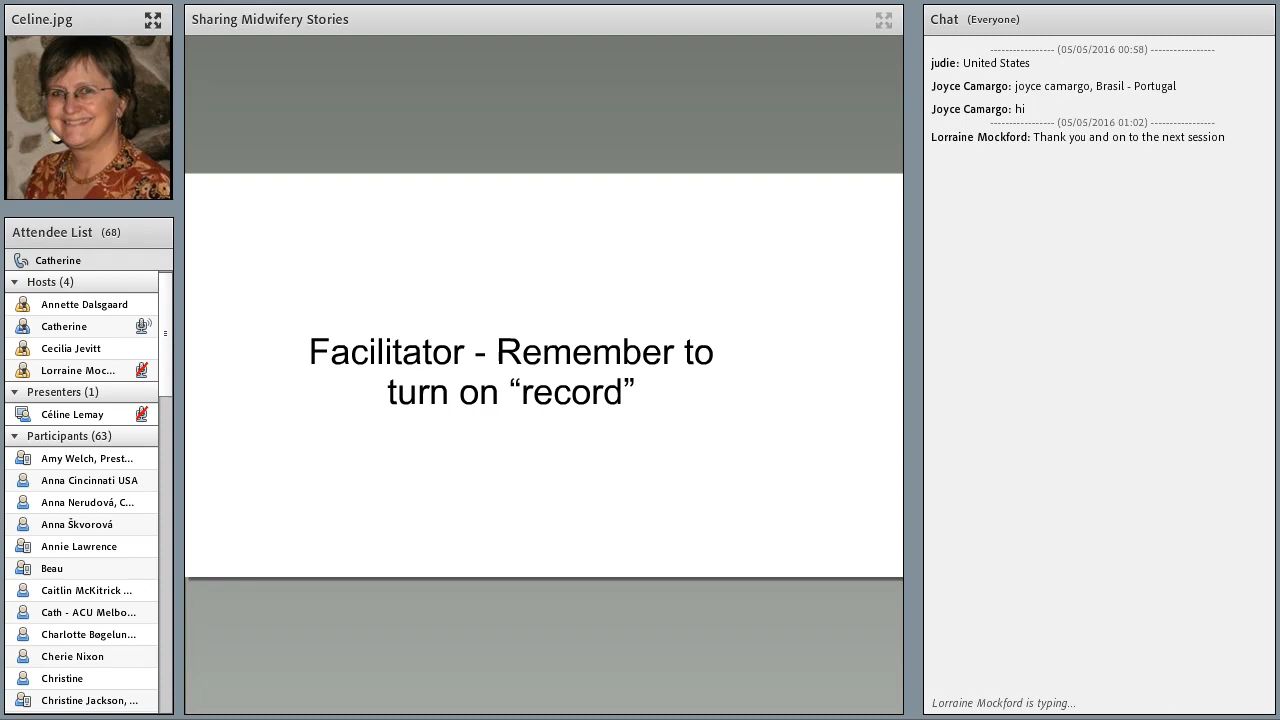 Celine.jpg
Attendee List (68)
Catherine
Hosts (4)
Annette Dalsgaard
Catherine
Cecilia Jevitt
Lorraine Moc...
Presenters (1)
Céline Lemay
Participants (63)
Amy Welch, Prest...
Anna Cincinnati USA
Anna Nerudová, C...
Anna Škvorová
Annie Lawrence
Beau
Caitlin McKitrick ...
Cath - ACU Melbo...
Charlotte Bøgelun...
Cherie Nixon
Christine
Christine Jackson, ...
Sharing Midwifery Stories
Facilitator - Remember to
turn on “record”
Chat (Everyone)
----------------- (05/05/2016 00:58) -----------------
judie: United States
Joyce Camargo: joyce camargo, Brasil - Portugal
Joyce Camargo: hi
----------------- (05/05/2016 01:02) -----------------
Lorraine Mockford: Thank you and on to the next session
Lorraine Mockford is typing...